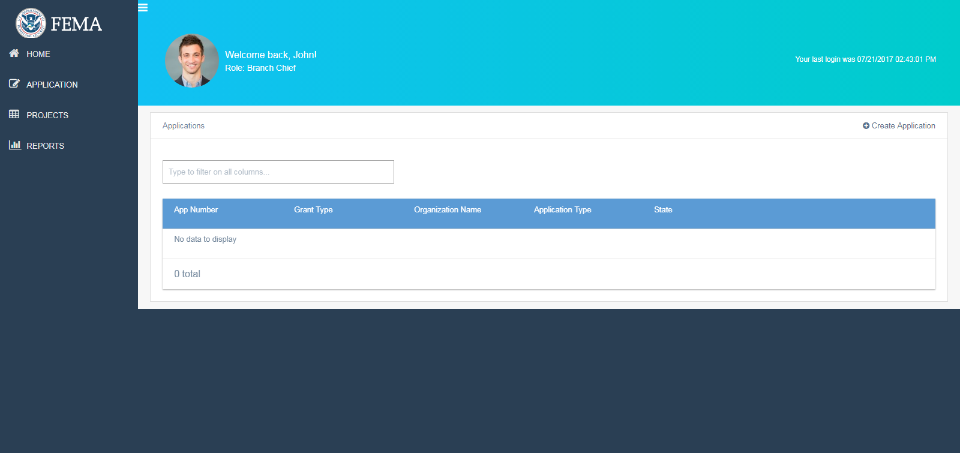 FEMA
HOME
APPLICATION
PROJECTS
REPORTS
Welcome back, John!
Role: Branch Chief
Your last login was 07/21/2017 02:43:01 PM
Applications
Create Application
Type to filter on all columns...
App Number Grant Type Organization Name Application Type State
No data to display
0 total